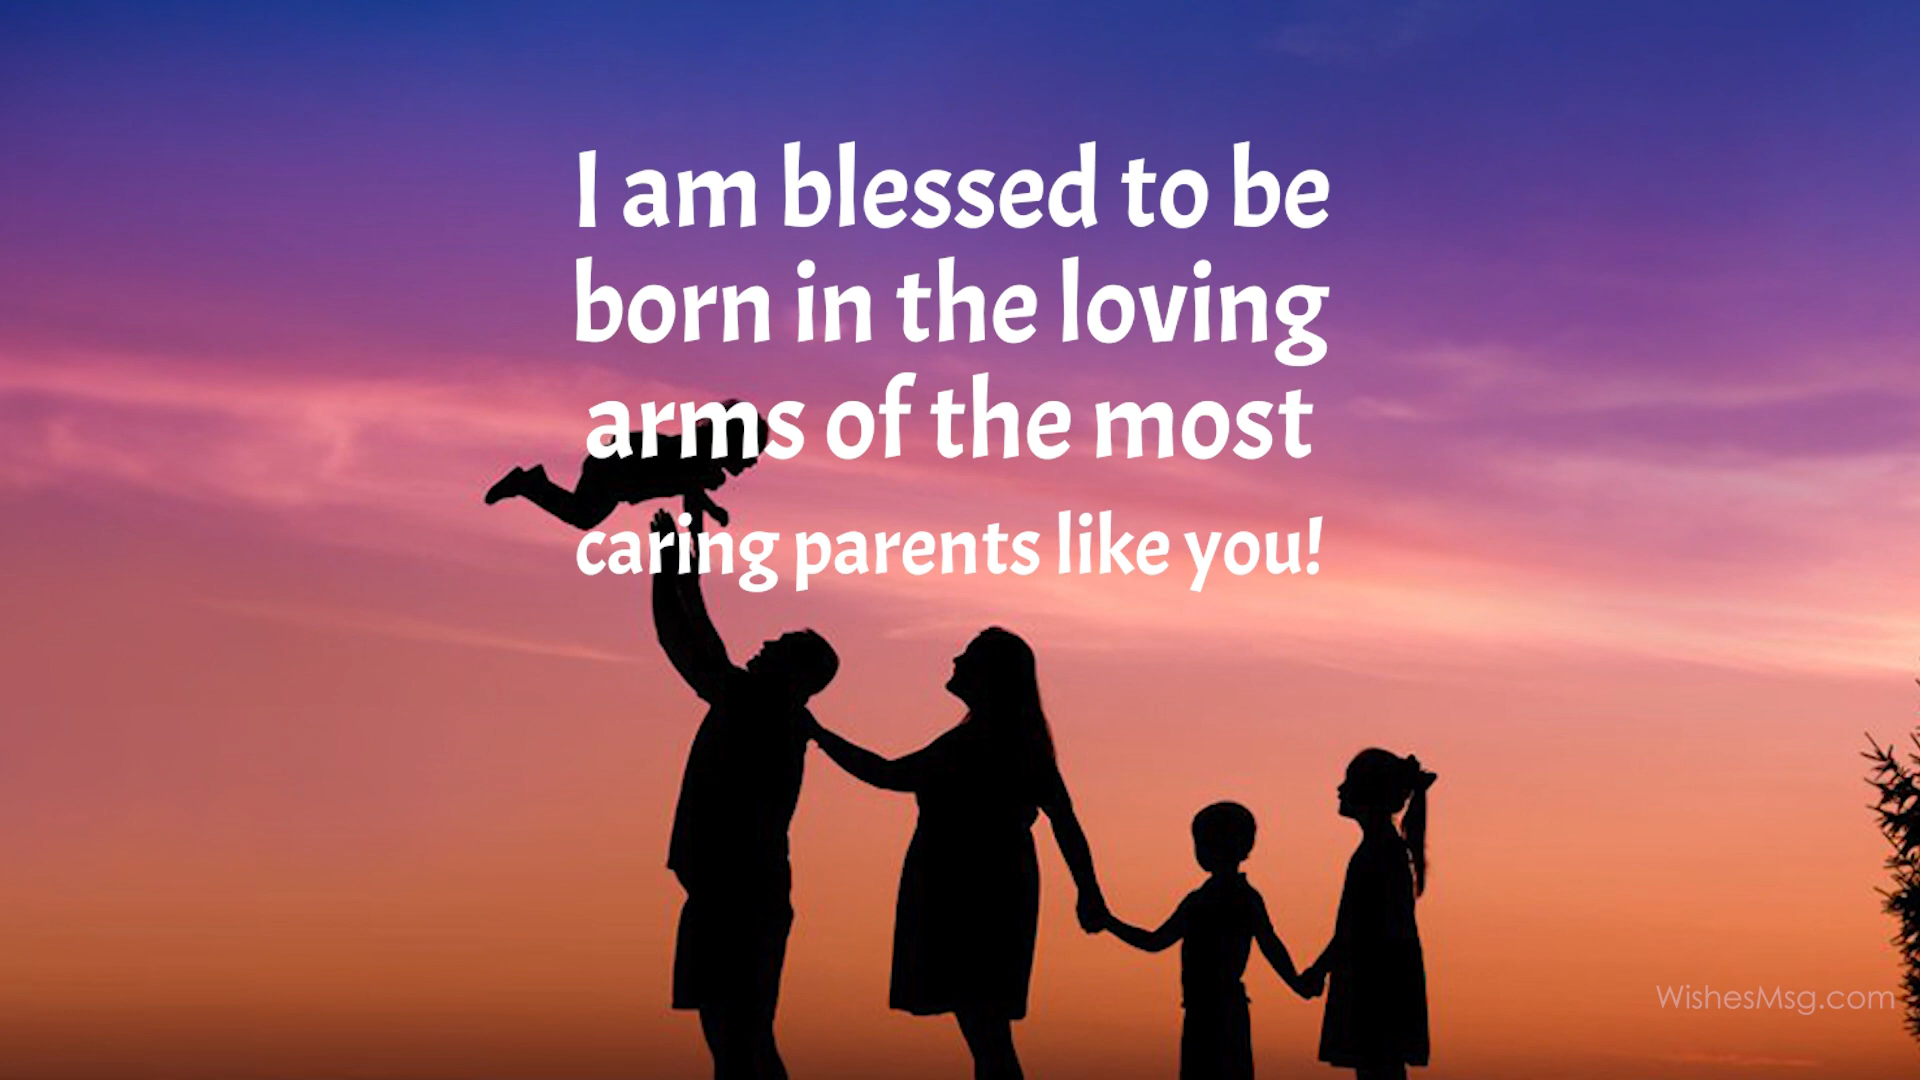 I am blessed to be
born in the loving
arms of the most
caring parents like you!
WishesMsg.com